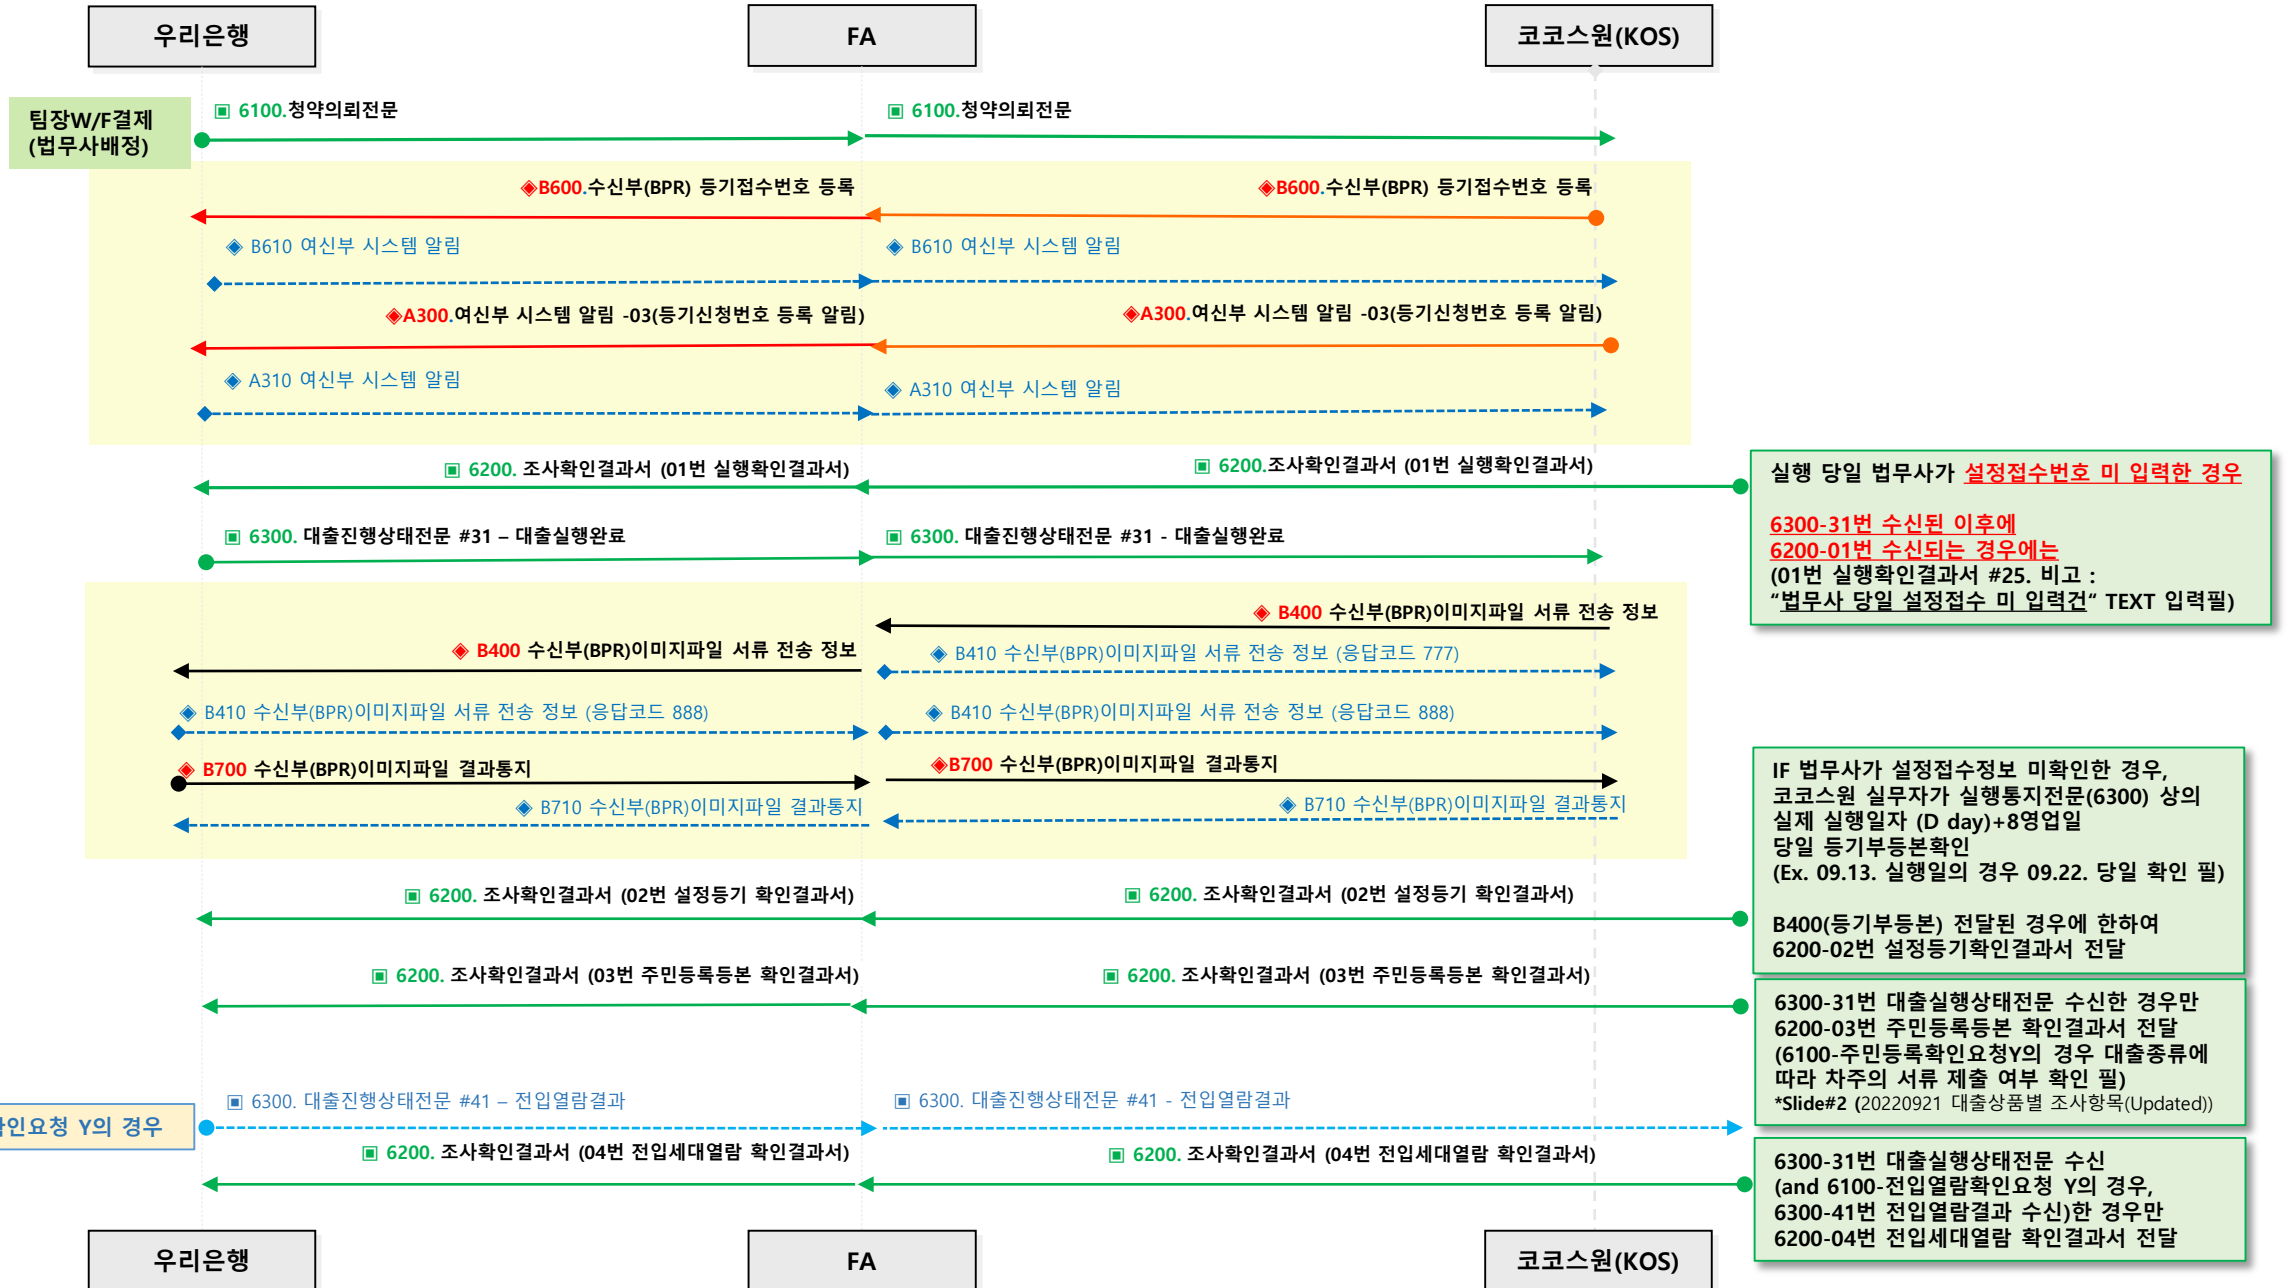 우리은행
FA
코코스원(KOS)
팀장W/F결제
(법무사배정)
▣ 6100.청약의뢰전문
▣ 6100.청약의뢰전문
◈B600.수신부(BPR) 등기접수번호 등록
◈B600.수신부(BPR) 등기접수번호 등록
◈ B610 여신부 시스템 알림
◈ B610 여신부 시스템 알림
◈A300.여신부 시스템 알림 -03(등기신청번호 등록 알림)
◈A300.여신부 시스템 알림 -03(등기신청번호 등록 알림)
◈ A310 여신부 시스템 알림
◈ A310 여신부 시스템 알림
▣ 6200. 조사확인결과서 (01번 실행확인결과서)
▣ 6200.조사확인결과서 (01번 실행확인결과서)
실행 당일 법무사가 설정접수번호 미 입력한 경우
6300-31번 수신된 이후에
6200-01번 수신되는 경우에는
(01번 실행확인결과서 #25. 비고 :
“법무사 당일 설정접수 미 입력건“ TEXT 입력필)
▣ 6300. 대출진행상태전문 #31 – 대출실행완료
▣ 6300. 대출진행상태전문 #31 - 대출실행완료
◈ B400 수신부(BPR)이미지파일 서류 전송 정보
◈ B400 수신부(BPR)이미지파일 서류 전송 정보
◈ B410 수신부(BPR)이미지파일 서류 전송 정보 (응답코드 777)
◈ B410 수신부(BPR)이미지파일 서류 전송 정보 (응답코드 888)
◈ B410 수신부(BPR)이미지파일 서류 전송 정보 (응답코드 888)
◈ B700 수신부(BPR)이미지파일 결과통지
◈B700 수신부(BPR)이미지파일 결과통지
◈ B710 수신부(BPR)이미지파일 결과통지
◈ B710 수신부(BPR)이미지파일 결과통지
IF 법무사가 설정접수정보 미확인한 경우,
코코스원 실무자가 실행통지전문(6300) 상의
실제 실행일자 (D day)+8영업일
당일 등기부등본확인
(Ex. 09.13. 실행일의 경우 09.22. 당일 확인 필)
B400(등기부등본) 전달된 경우에 한하여
6200-02번 설정등기확인결과서 전달
▣ 6200. 조사확인결과서 (02번 설정등기 확인결과서)
▣ 6200. 조사확인결과서 (02번 설정등기 확인결과서)
▣ 6200. 조사확인결과서 (03번 주민등록등본 확인결과서)
▣ 6200. 조사확인결과서 (03번 주민등록등본 확인결과서)
6300-31번 대출실행상태전문 수신한 경우만
6200-03번 주민등록등본 확인결과서 전달
(6100-주민등록확인요청Y의 경우 대출종류에
따라 차주의 서류 제출 여부 확인 필)
*Slide#2 (20220921 대출상품별 조사항목(Updated))
인요청 Y의 경우
▣ 6300. 대출진행상태전문 #41 – 전입열람결과
▣ 6300. 대출진행상태전문 #41 - 전입열람결과
▣ 6200. 조사확인결과서 (04번 전입세대열람 확인결과서)
▣ 6200. 조사확인결과서 (04번 전입세대열람 확인결과서)
6300-31번 대출실행상태전문 수신
(and 6100-전입열람확인요청 Y의 경우,
6300-41번 전입열람결과 수신)한 경우만
6200-04번 전입세대열람 확인결과서 전달
우리은행
FA
코코스원(KOS)